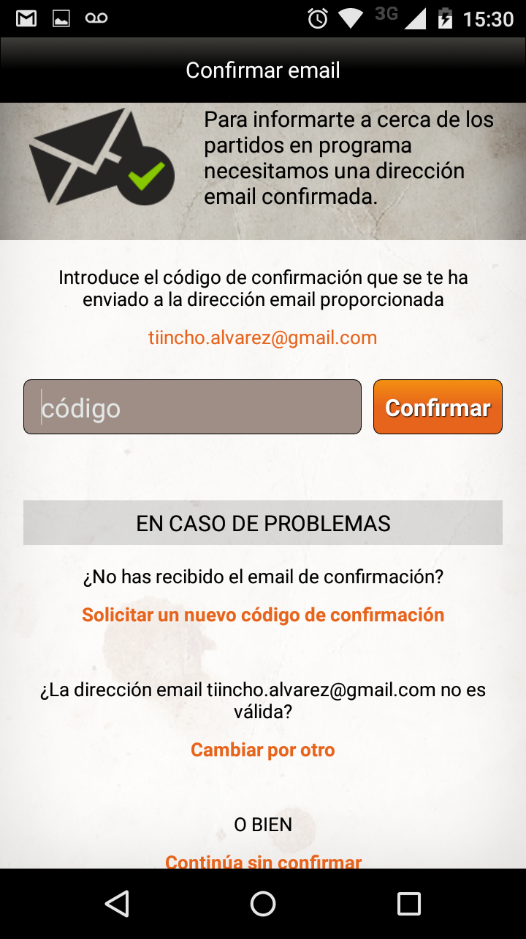 3G 15:30
Confirmar email
Para informarte a cerca de los
partidos en programa
necesitamos una dirección
email confirmada.
Introduce el código de confirmación que se te ha
enviado a la dirección email proporcionada
tiincho.alvarez@gmail.com
código
Confirmar
EN CASO DE PROBLEMAS
¿No has recibido el email de confirmación?
Solicitar un nuevo código de confirmación
¿La dirección email tiincho.alvarez@gmail.com no es
válida?
Cambiar por otro
O BIEN
Continúa sin confirmar